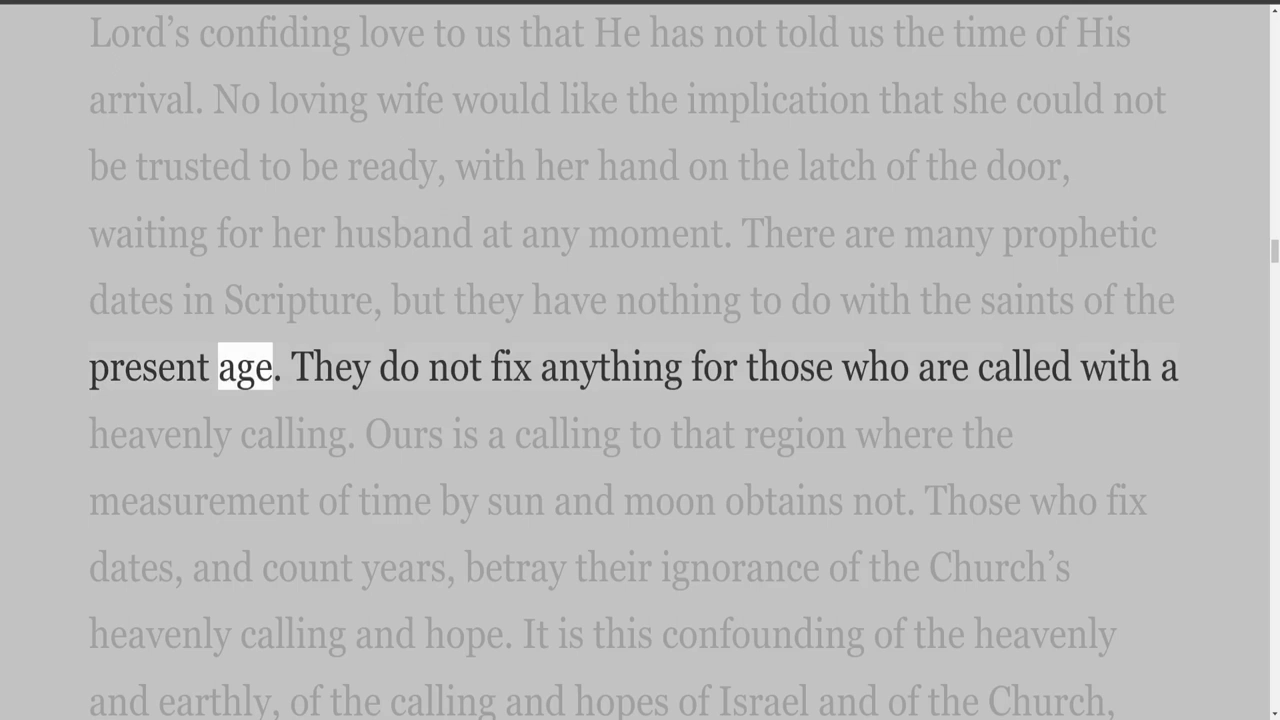 Lord’s confiding love to us that He has not told us the time of His
arrival. No loving wife would like the implication that she could not
be trusted to be ready, with her hand on the latch of the door,
waiting for her husband at any moment. There are many prophetic
dates in Scripture, but they have nothing to do with the saints of the
present age. They do not fix anything for those who are called with a
heavenly calling. Ours is a calling to that region where the
measurement of time by sun and moon obtains not. Those who fix
dates, and count years, betray their ignorance of the Church’s
heavenly calling and hope. It is this confounding of the heavenly
and earthly, of the calling and hopes of Israel and of the Church,